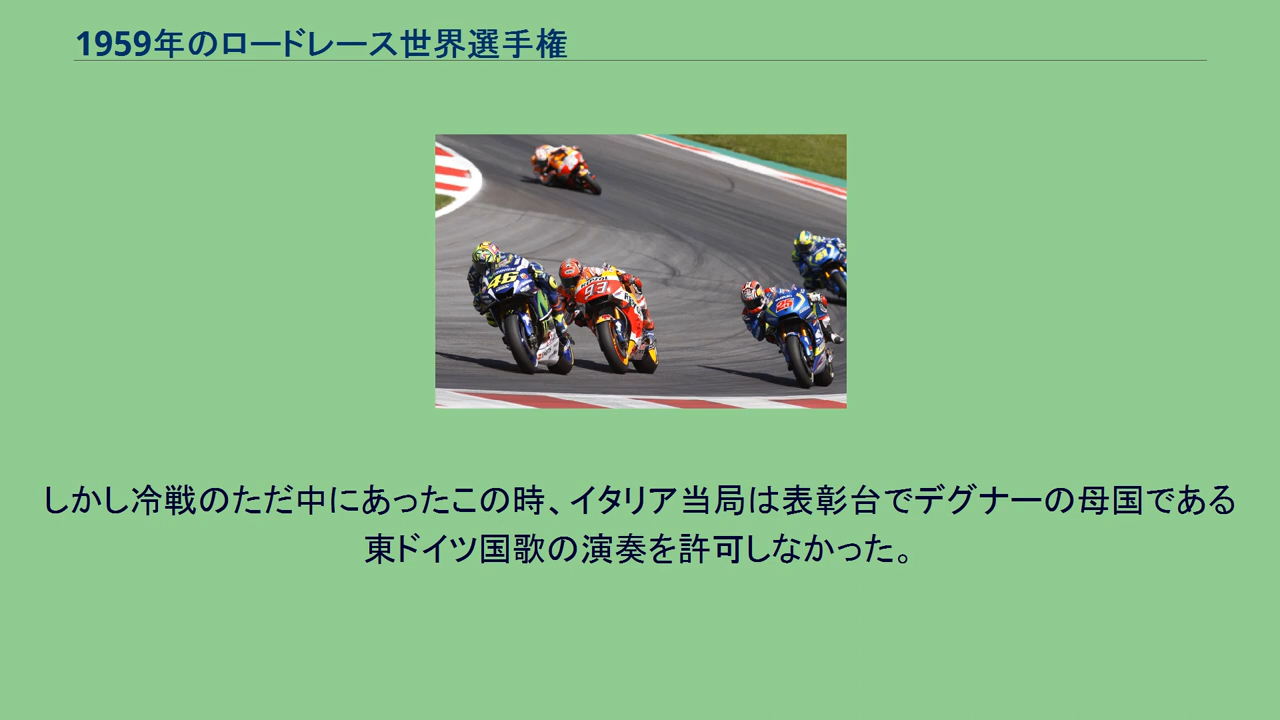 1959年のロードレース世界選手権
46
93
25
しかし冷戦のただ中にあったこの時、イタリア当局は表彰台でデグナーの母国である
東ドイツ国歌の演奏を許可しなかった。